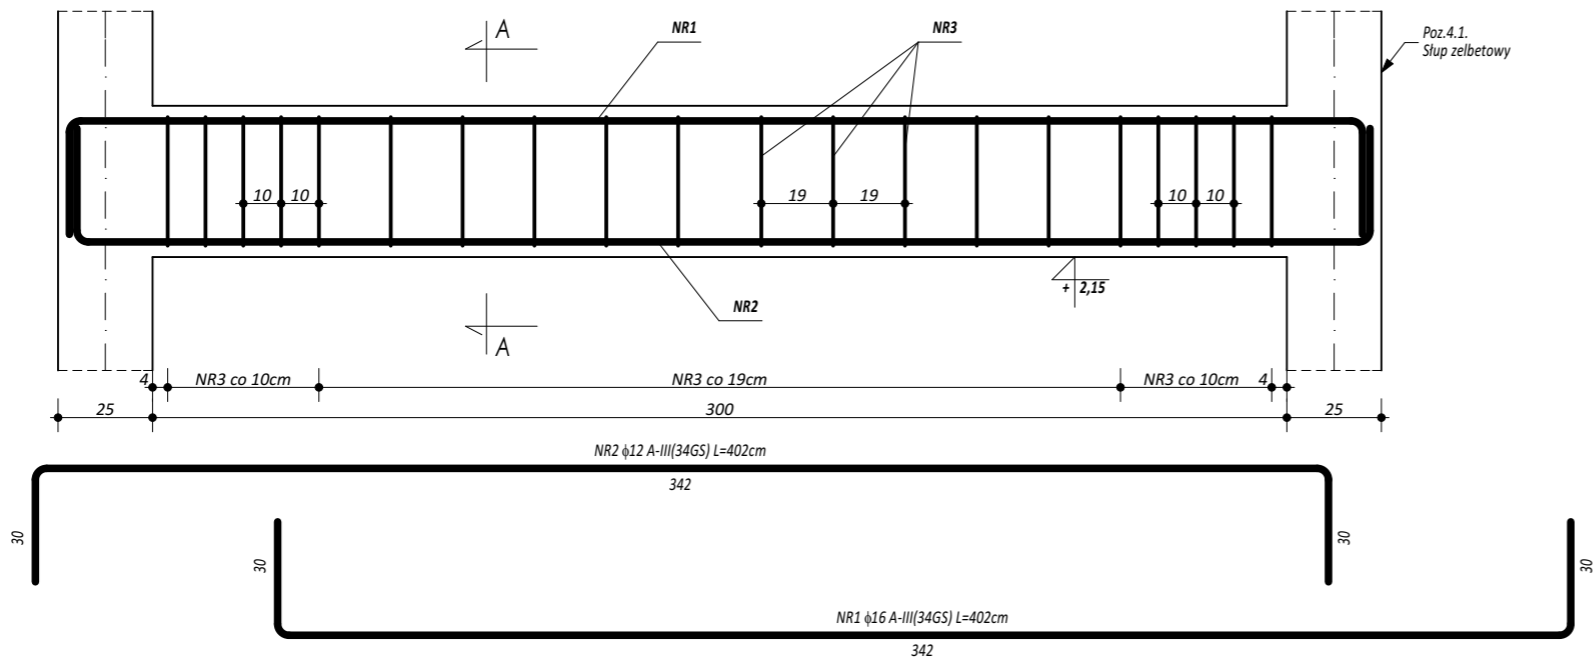 A
NR1
NR3
Poz.4.1.
Słup zelbetowy
10 10 19 19 10 10
+ 2,15
NR2
A
4 NR3 co 10cm NR3 co 19cm NR3 co 10cm 4
25 300 25
NR2 ϕ12 A-III(34GS) L=402cm
342
30 30
30 30
NR1 ϕ16 A-III(34GS) L=402cm
342